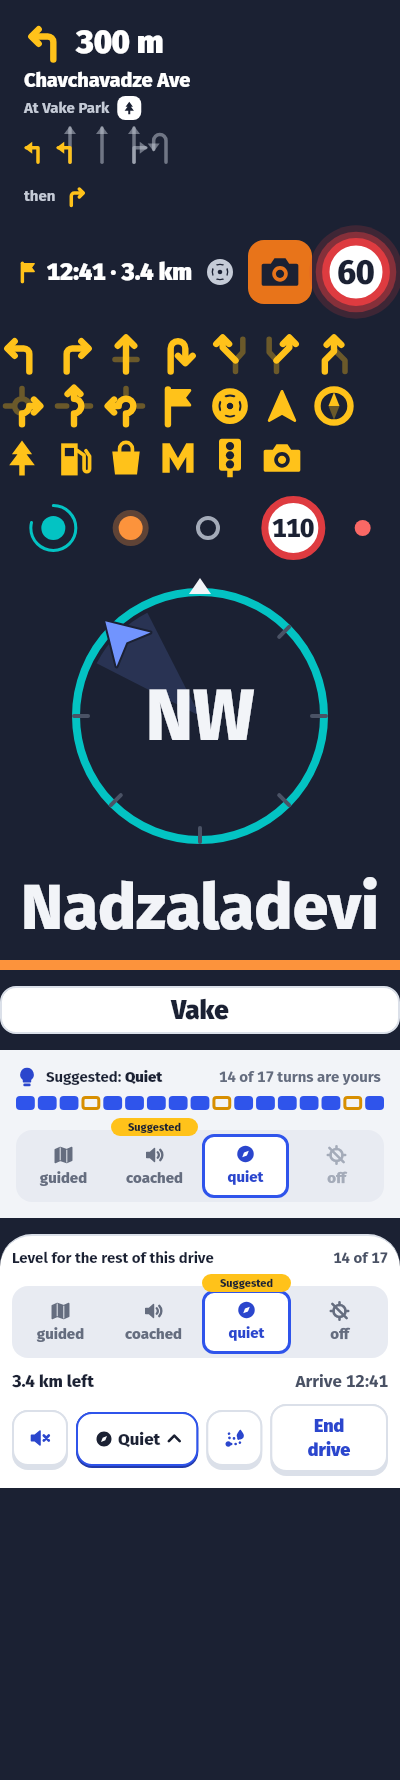 300 m
Chavchavadze Ave
At Vake Park
then
12:41 · 3.4 km
60
M
110
NW
Nadzaladevi
Vake
Suggested: Quiet 14 of 17 turns are yours
Suggested
guided coached quiet off
Level for the rest of this drive 14 of 17
Suggested
guided coached quiet off
3.4 km left Arrive 12:41
Quiet
End
drive